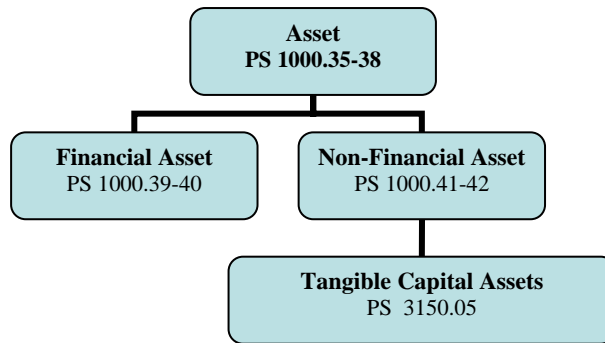 Asset
PS 1000.35-38
Financial Asset
PS 1000.39-40
Non-Financial Asset
PS 1000.41-42
Tangible Capital Assets
PS 3150.05